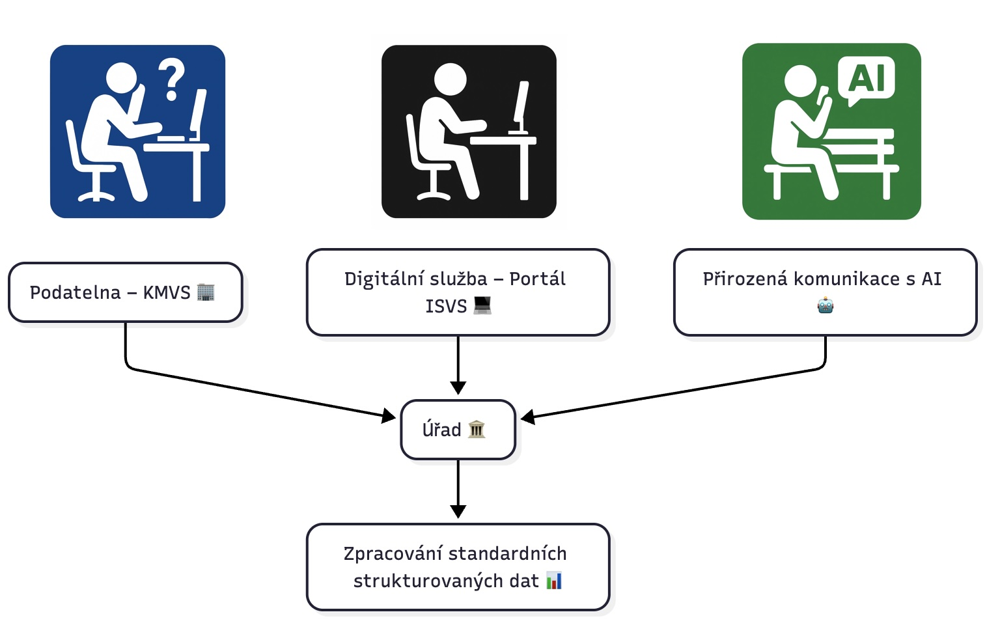 ?
AI
Podatelna – KMVS 🏢
Digitální služba – Portál
ISVS 💻
Přirozená komunikace s AI
🤖
Úřad 🏛️
Zpracování standardních
strukturovaných dat 📊